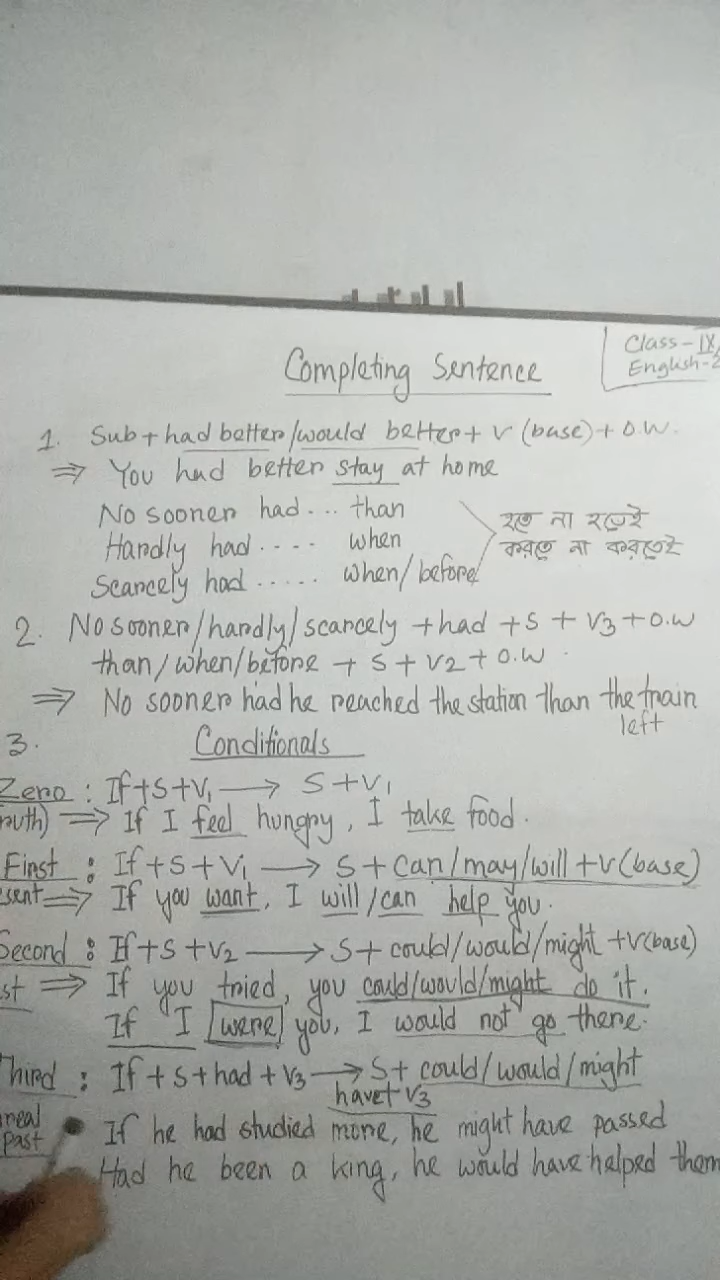 Class-IX
English-2
Completing Sentence
1. Sub + had better/would better + v (base) + O.W.
⇒ You had better stay at home
No sooner had... than
Hardly had.... when
Scarcely had..... when/before
হতে না হতেই
করতে না করতেই
2. No sooner/hardly/scarcely + had + s + v3 + o.w
than/when/before + s + v2 + o.w.
⇒ No sooner had he reached the station than the train
left
3. Conditionals
Zero : If+s+v1 → s+v1
⇒ If I feel hungry, I take food.
First : If + s + v1 → s + can/may/will + v(base)
⇒ If you want, I will/can help you.
Second : If + s + v2 → s + could/would/might + v(base)
⇒ If you tried, you could/would/might do it.
If I were you, I would not go there.
Third : If + s + had + v3 → s + could/would/might
have + v3
past If he had studied more, he might have passed
Had he been a king, he would have helped them